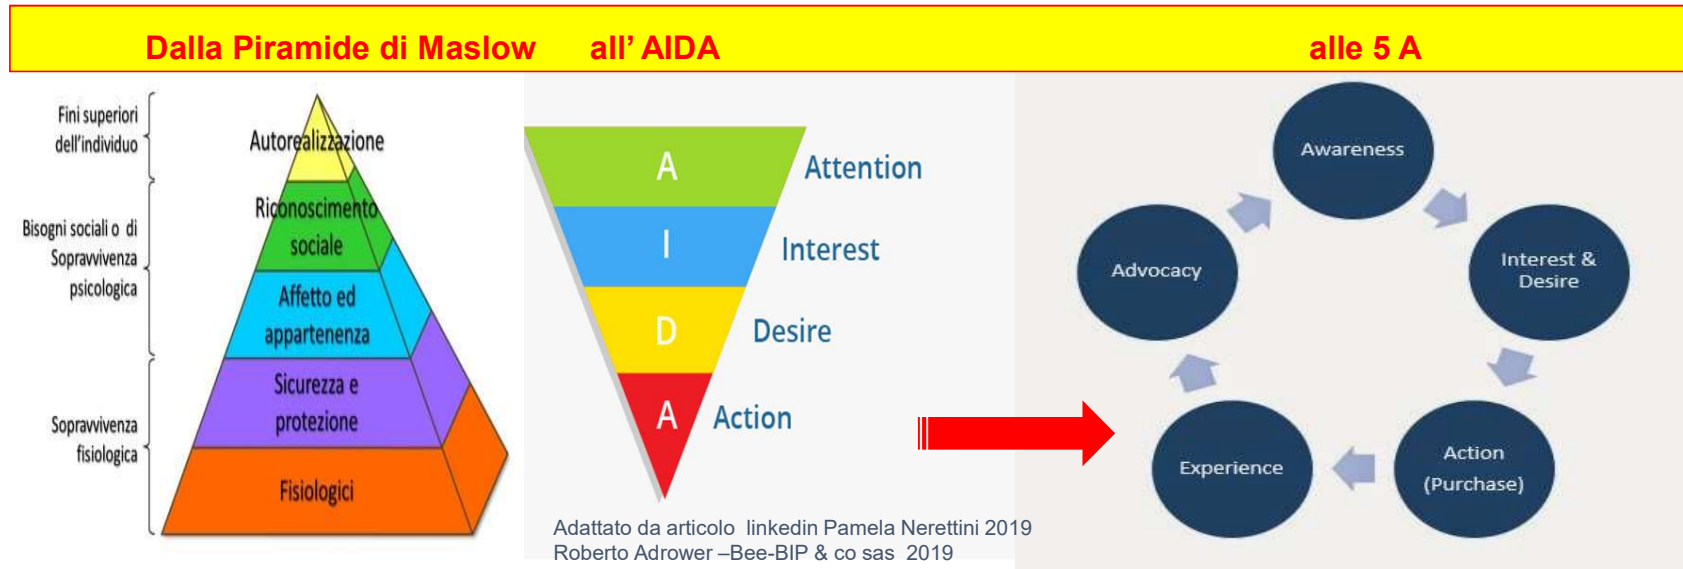 Dalla Piramide di Maslow all’ AIDA alle 5 A
Fini superiori
dell'individuo
Bisogni sociali o di
Sopravvivenza
psicologica
Sopravvivenza
fisiologica
Autorealizzazione
Riconoscimento
sociale
Affetto ed
appartenenza
Sicurezza e
protezione
Fisiologici
A Attention
I Interest
D Desire
A Action
Adattato da articolo linkedin Pamela Nerettini 2019
Roberto Adrower –Bee-BIP & co sas 2019
Awareness
Interest &
Desire
Action
(Purchase)
Experience
Advocacy